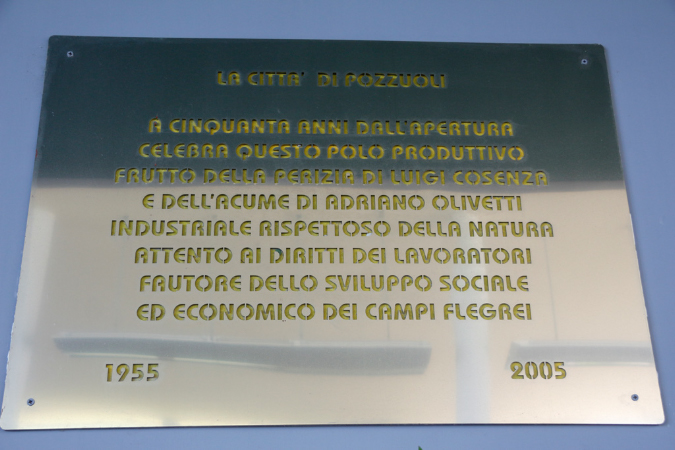 LA CITTA' DI POZZUOLI
A CINQUANTA ANNI DALL'APERTURA
CELEBRA QUESTO POLO PRODUTTIVO
FRUTTO DELLA PERIZIA DI LUIGI COSENZA
E DELL'ACUME DI ADRIANO OLIVETTI
INDUSTRIALE RISPETTOSO DELLA NATURA
ATTENTO AI DIRITTI DEI LAVORATORI
FAUTORE DELLO SVILUPPO SOCIALE
ED ECONOMICO DEI CAMPI FLEGREI
1955 2005